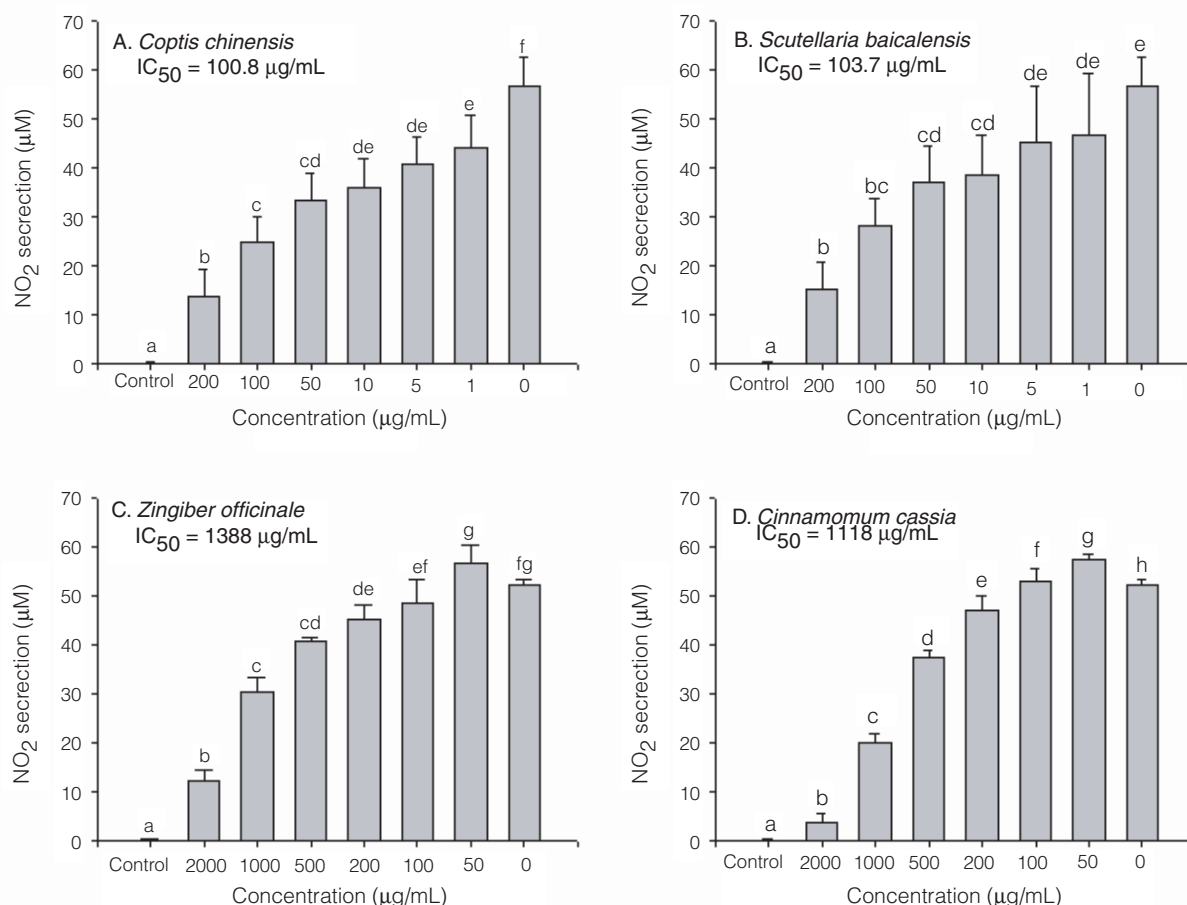 A. Coptis chinensis
IC50 = 100.8 µg/mL
NO2 secrection (µM)
70
60
50
40
30
20
10
0
a
b
c
cd
de
de
e
f
Control 200 100 50 10 5 1 0
Concentration (µg/mL)
B. Scutellaria baicalensis
IC50 = 103.7 µg/mL
NO2 secrection (µM)
70
60
50
40
30
20
10
0
a
b
bc
cd
cd
de
de
e
Control 200 100 50 10 5 1 0
Concentration (µg/mL)
C. Zingiber officinale
IC50 = 1388 µg/mL
NO2 secrection (µM)
70
60
50
40
30
20
10
0
a
b
c
cd
de
ef
g
fg
Control 2000 1000 500 200 100 50 0
Concentration (µg/mL)
D. Cinnamomum cassia
IC50 = 1118 µg/mL
NO2 secrection (µM)
70
60
50
40
30
20
10
0
a
b
c
d
e
f
g
h
Control 2000 1000 500 200 100 50 0
Concentration (µg/mL)